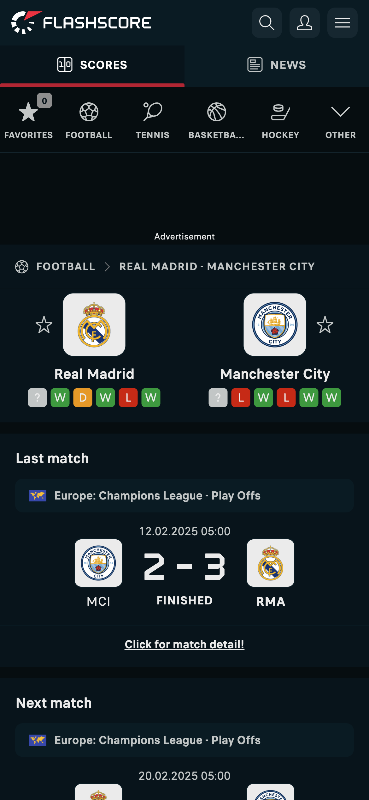 FLASHSCORE
SCORES
NEWS
0
FAVORITES
FOOTBALL
TENNIS
BASKETBA...
HOCKEY
OTHER
Advertisement
FOOTBALL > REAL MADRID - MANCHESTER CITY
MANCHESTER
CITY
Real Madrid
Manchester City
? W D W L W
? L W L W W
Last match
Europe: Champions League - Play Offs
12.02.2025 05:00
2 - 3
MCI
FINISHED
RMA
Click for match detail!
Next match
Europe: Champions League - Play Offs
20.02.2025 05:00